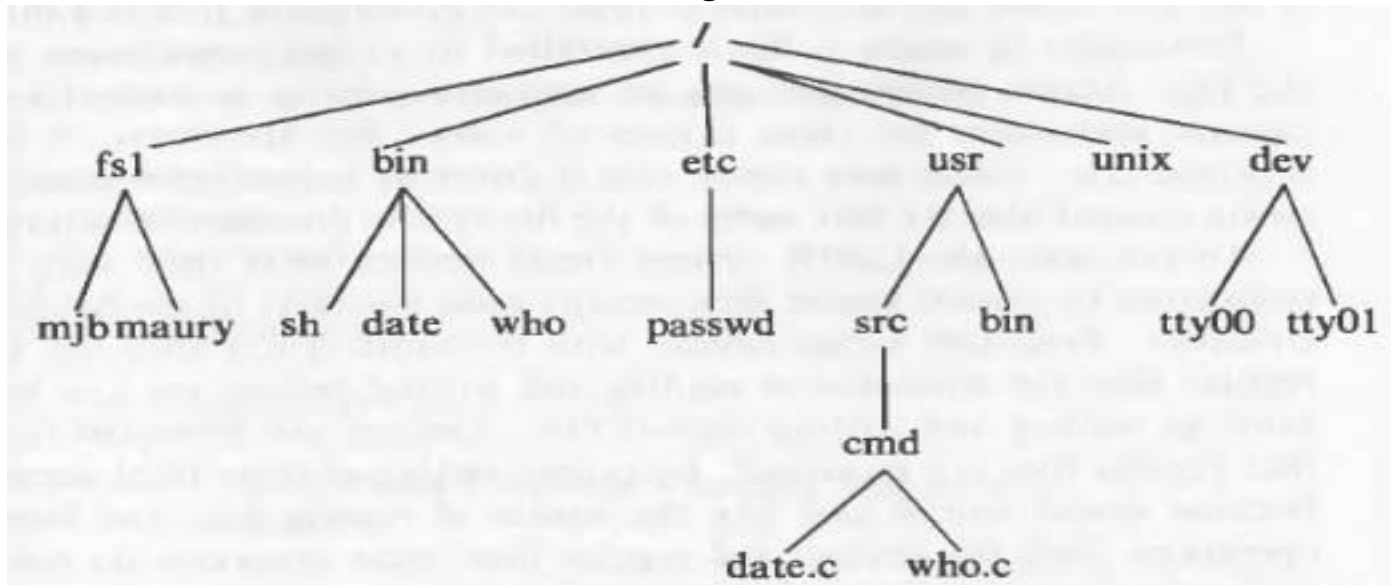 /
fs1 bin etc usr unix dev
mjb maury sh date who passwd src bin tty00 tty01
cmd
date.c who.c